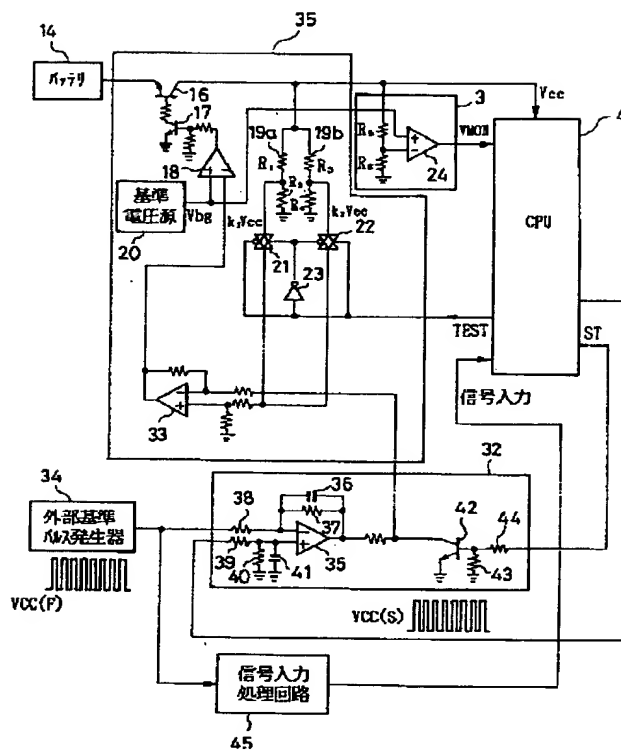 35
14
バッテリ
16
17
18
19a
19b
R₁
R₃
R₂
3
24
VMON
Vcc
4
CPU
基準
電圧源
20
Vbg
k₁Vcc
k₂Vcc
21
22
23
TEST
ST
信号入力
33
32
34
外部基準
パルス発生器
VCC(P)
38
39
40
41
36
37
35
42
44
43
VCC(S)
信号入力
処理回路
45